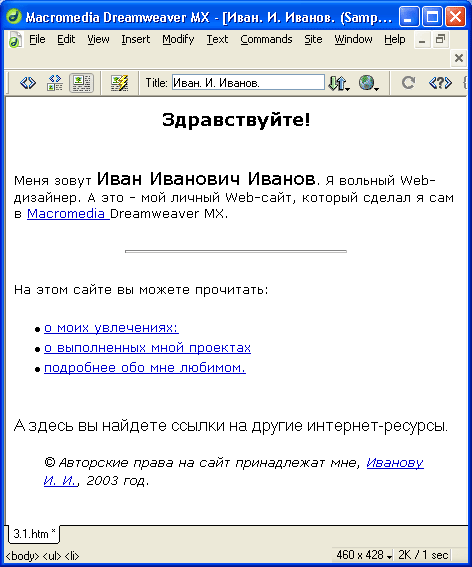 Macromedia Dreamweaver MX - [Иван. И. Иванов. (Samp...
File Edit View Insert Modify Text Commands Site Window Help
Title: Иван. И. Иванов.
Здравствуйте!
Меня зовут Иван Иванович Иванов. Я вольный Web-
дизайнер. А это - мой личный Web-сайт, который сделал я сам
в Macromedia Dreamweaver MX.
На этом сайте вы можете прочитать:
• о моих увлечениях:
• о выполненных мной проектах
• подробнее обо мне любимом.
А здесь вы найдете ссылки на другие интернет-ресурсы.
© Авторские права на сайт принадлежат мне, Иванову
И. И., 2003 год.
3.1.htm *
<body> <ul> <li> 460 x 428 2K / 1 sec